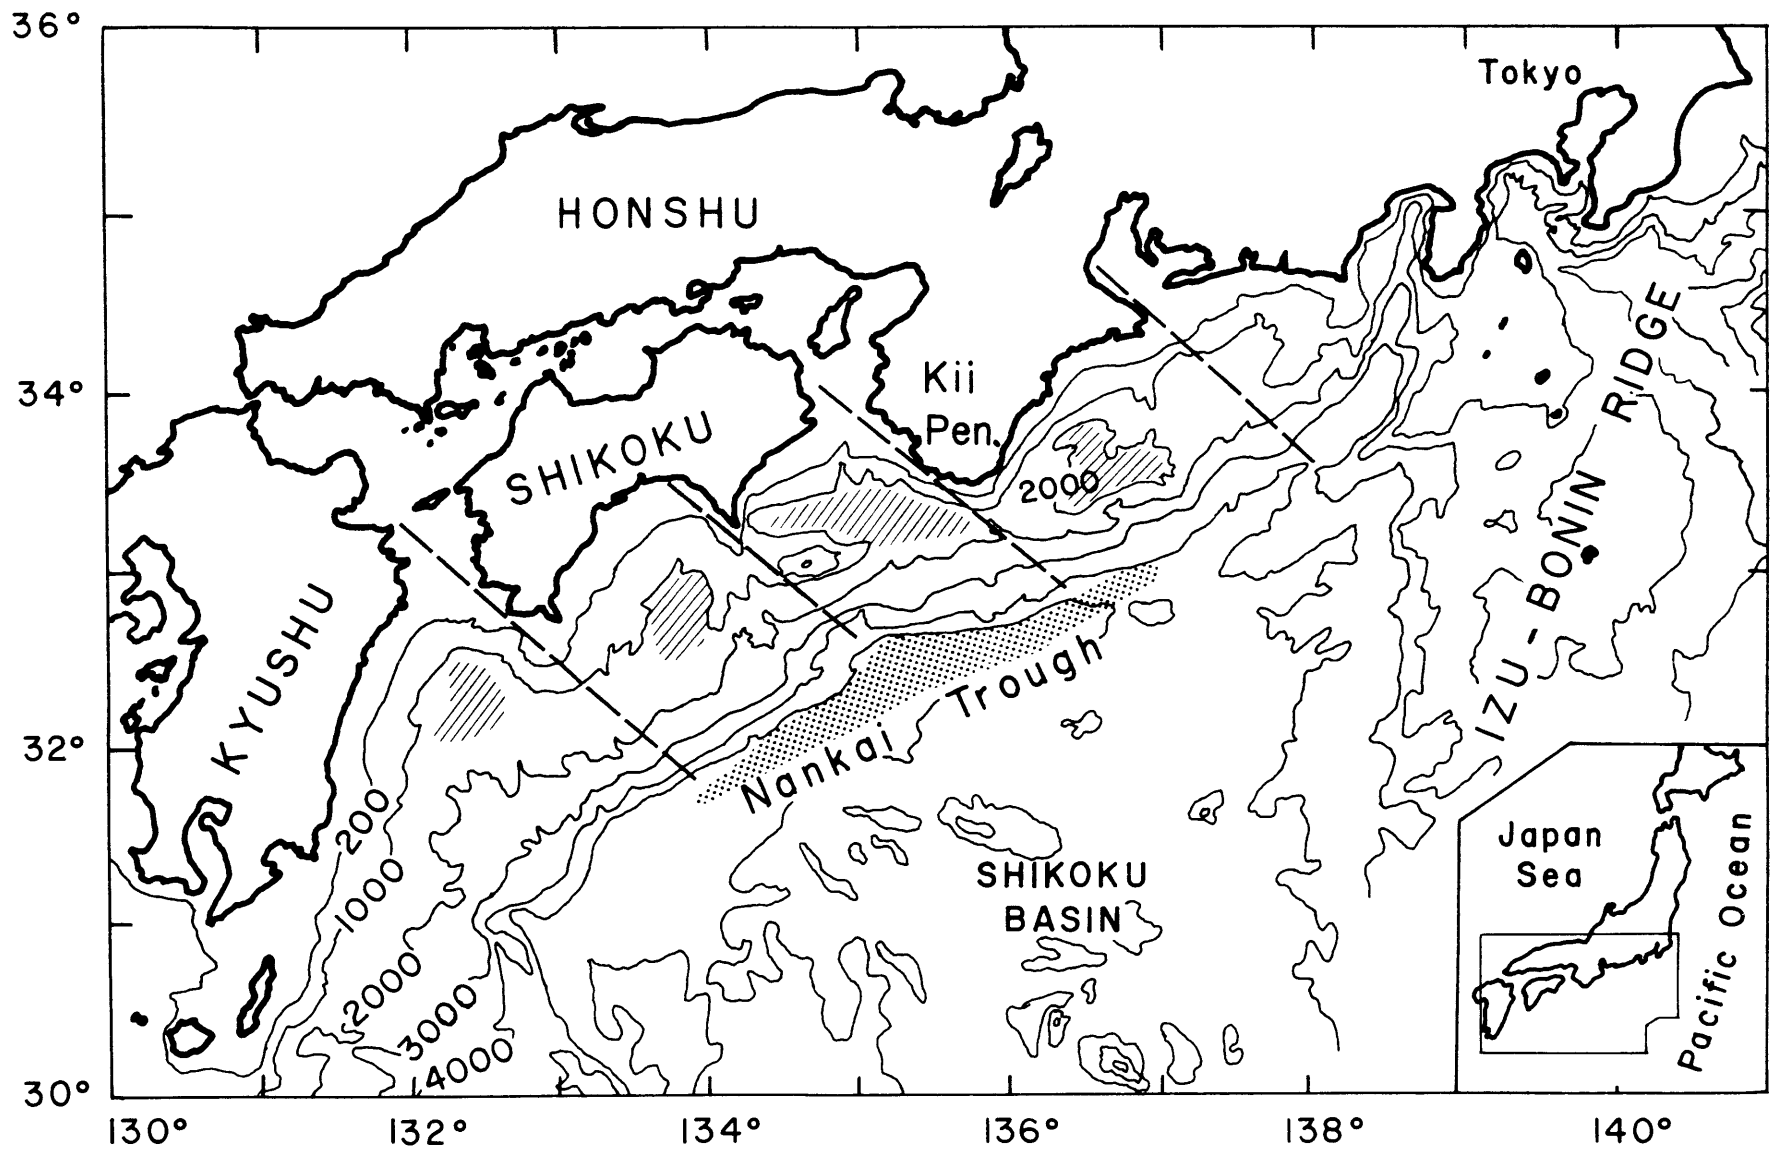 36°
Tokyo
HONSHU
34°
Kii
Pen.
SHIKOKU
2000
KYUSHU
IZU-BONIN RIDGE
32°
Nankai Trough
200
1000
2000
3000
4000
SHIKOKU
BASIN
Japan
Sea
Pacific Ocean
30°
130° 132° 134° 136° 138° 140°